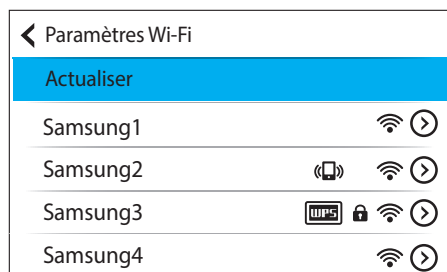 Paramètres Wi-Fi
Actualiser
Samsung1
Samsung2
Samsung3 WPS
Samsung4